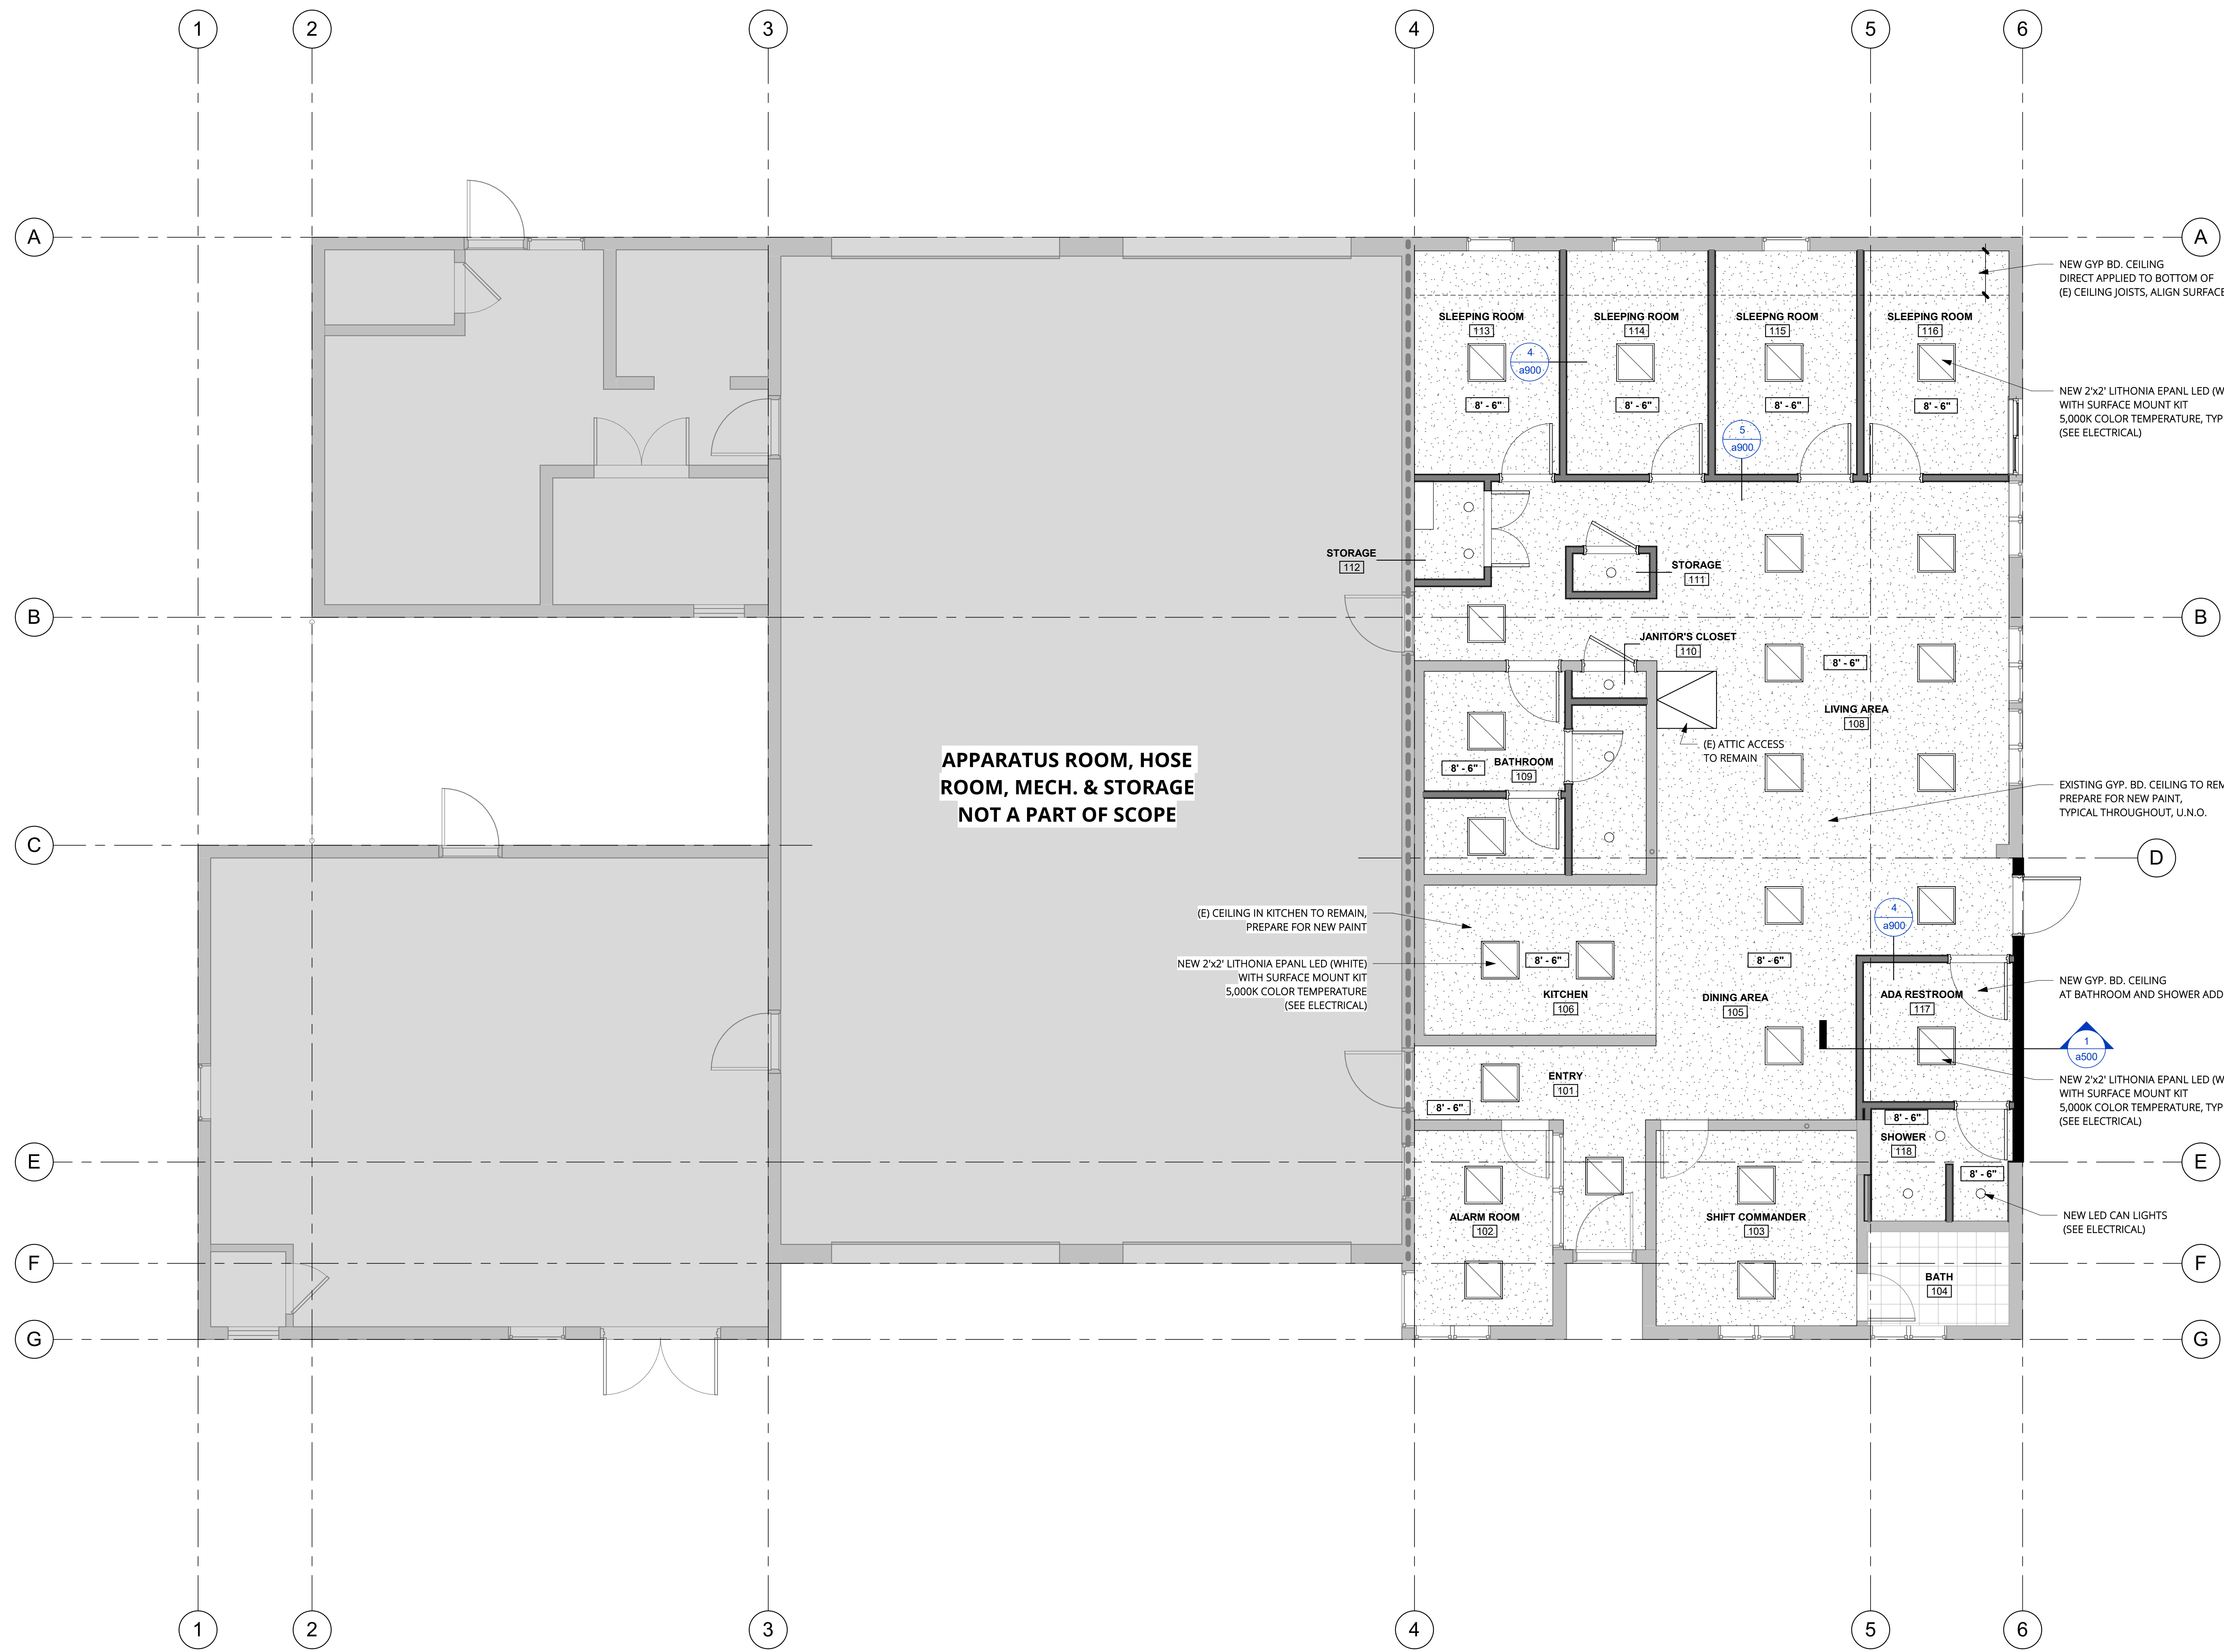 1
2
3
4
5
6
A
A
NEW GYP BD. CEILING
DIRECT APPLIED TO BOTTOM OF
(E) CEILING JOISTS, ALIGN SURFACE
SLEEPING ROOM
113
SLEEPING ROOM
114
SLEEPNG ROOM
115
SLEEPING ROOM
116
4
a900
NEW 2'x2' LITHONIA EPANL LED (W
WITH SURFACE MOUNT KIT
5,000K COLOR TEMPERATURE, TYP
(SEE ELECTRICAL)
8' - 6"
8' - 6"
8' - 6"
8' - 6"
5
a900
STORAGE
112
STORAGE
111
B
B
JANITOR'S CLOSET
110
8' - 6"
LIVING AREA
108
(E) ATTIC ACCESS
TO REMAIN
APPARATUS ROOM, HOSE
ROOM, MECH. & STORAGE
NOT A PART OF SCOPE
8' - 6"
BATHROOM
109
EXISTING GYP. BD. CEILING TO REM
PREPARE FOR NEW PAINT,
TYPICAL THROUGHOUT, U.N.O.
C
D
(E) CEILING IN KITCHEN TO REMAIN,
PREPARE FOR NEW PAINT
4
a900
NEW 2'x2' LITHONIA EPANL LED (WHITE)
WITH SURFACE MOUNT KIT
5,000K COLOR TEMPERATURE
(SEE ELECTRICAL)
8' - 6"
KITCHEN
106
8' - 6"
DINING AREA
105
ADA RESTROOM
117
NEW GYP. BD. CEILING
AT BATHROOM AND SHOWER ADD
1
a500
NEW 2'x2' LITHONIA EPANL LED (W
WITH SURFACE MOUNT KIT
5,000K COLOR TEMPERATURE, TYP
(SEE ELECTRICAL)
ENTRY
101
8' - 6"
8' - 6"
SHOWER
118
E
E
8' - 6"
ALARM ROOM
102
SHIFT COMMANDER
103
NEW LED CAN LIGHTS
(SEE ELECTRICAL)
F
F
BATH
104
G
G
1
2
3
4
5
6